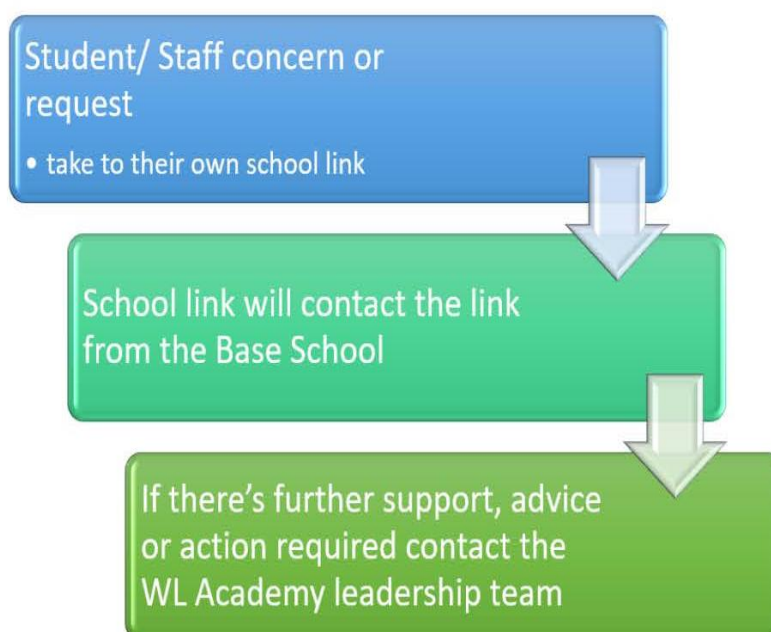 Student/ Staff concern or
request
• take to their own school link
School link will contact the link
from the Base School
If there’s further support, advice
or action required contact the
WL Academy leadership team